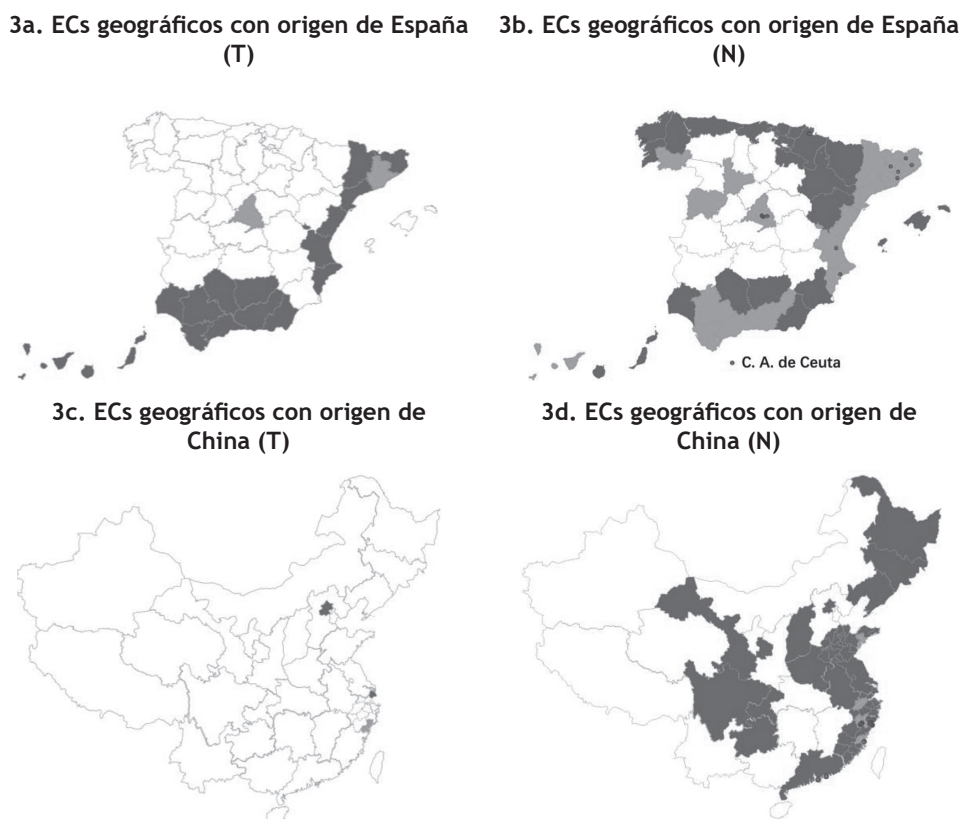 3a. ECs geográficos con origen de España
(T)
3b. ECs geográficos con origen de España
(N)
C. A. de Ceuta
3c. ECs geográficos con origen de
China (T)
3d. ECs geográficos con origen de
China (N)